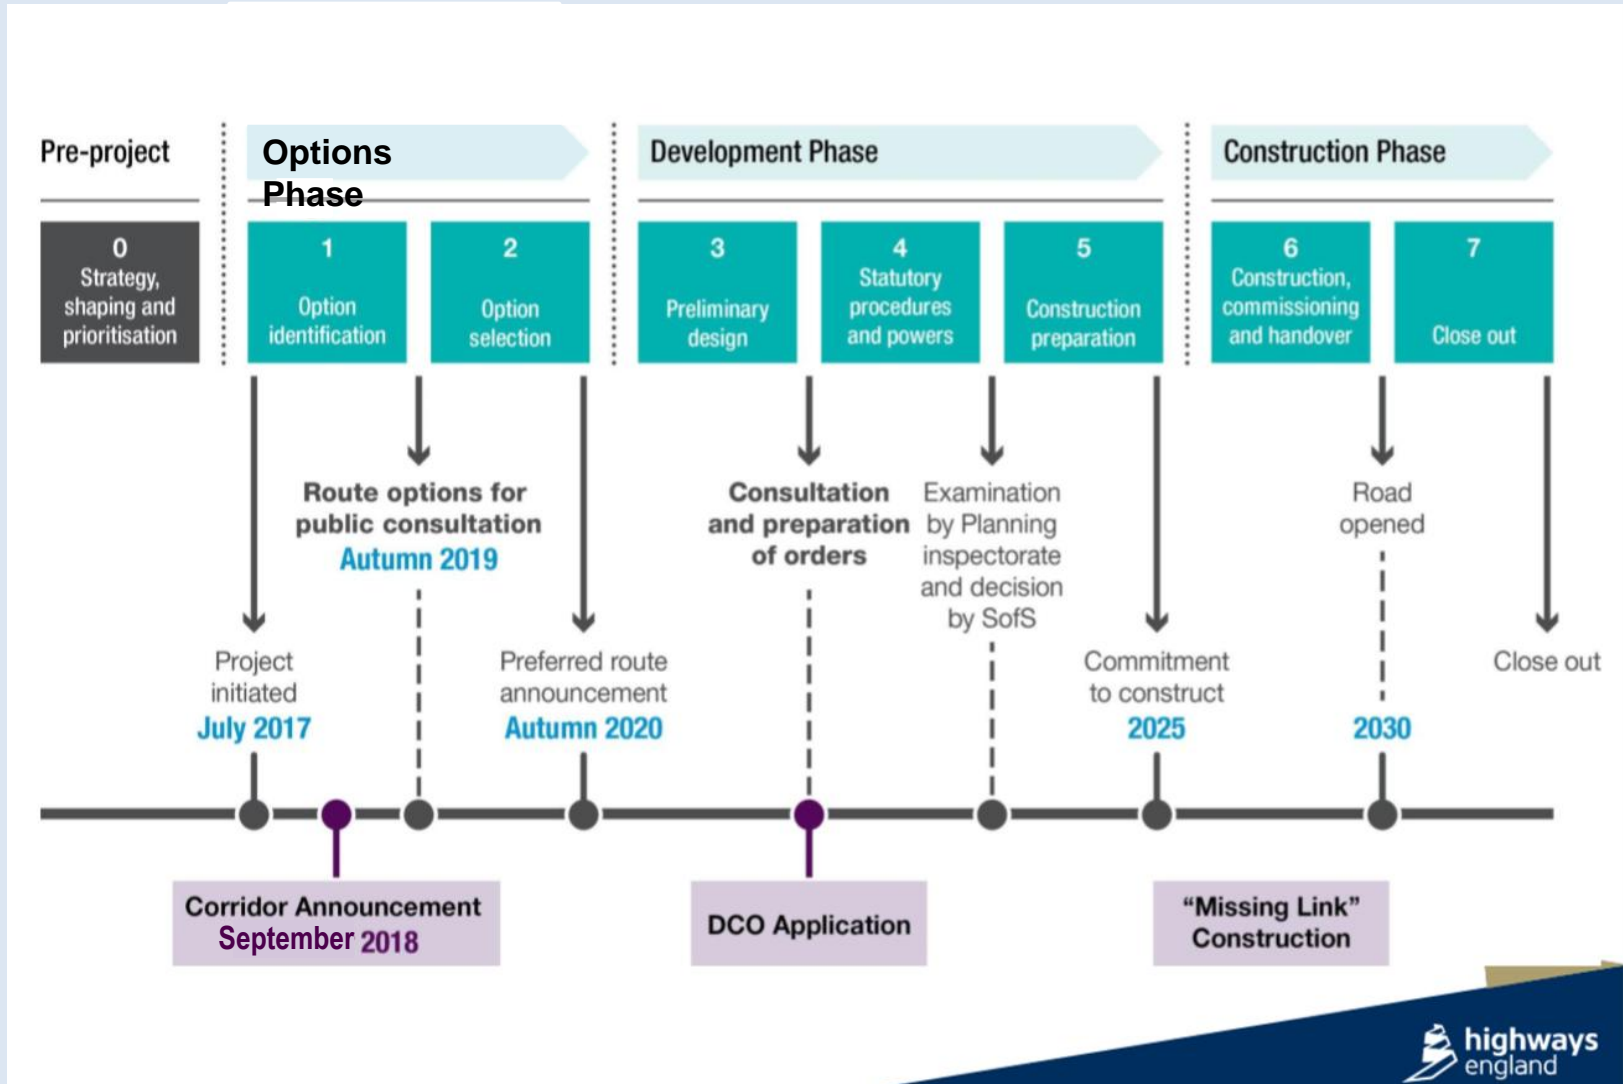 Pre-project
Options
Phase
Development Phase
Construction Phase
0
Strategy,
shaping and
prioritisation
1
Option
identification
2
Option
selection
3
Preliminary
design
4
Statutory
procedures
and powers
5
Construction
preparation
6
Construction,
commissioning
and handover
7
Close out
Route options for
public consultation
Autumn 2019
Consultation
and preparation
of orders
Examination
by Planning
inspectorate
and decision
by SofS
Road
opened
Project
initiated
July 2017
Preferred route
announcement
Autumn 2020
Commitment
to construct
2025
2030
Close out
Corridor Announcement
September 2018
DCO Application
“Missing Link”
Construction
highways
england